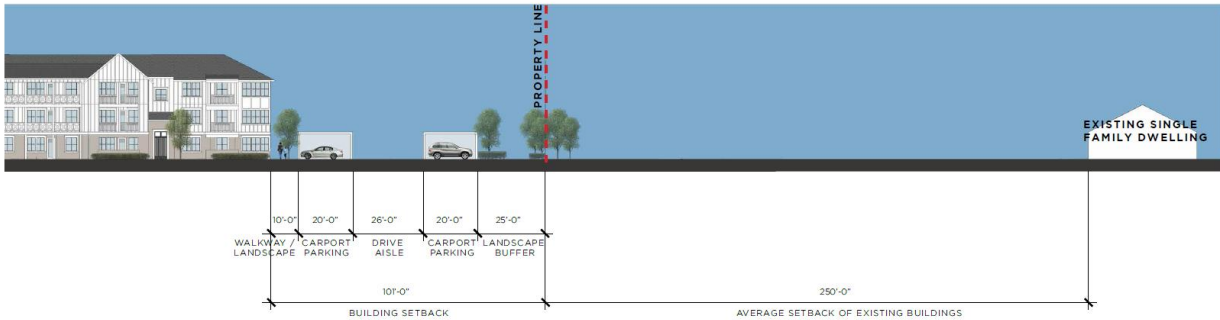 PROPERTY LINE
EXISTING SINGLE
FAMILY DWELLING
10'-0" 20'-0" 26'-0" 20'-0" 25'-0"
WALKWAY / CARPORT DRIVE CARPORT LANDSCAPE
LANDSCAPE PARKING AISLE PARKING BUFFER
101'-0" 250'-0"
BUILDING SETBACK AVERAGE SETBACK OF EXISTING BUILDINGS